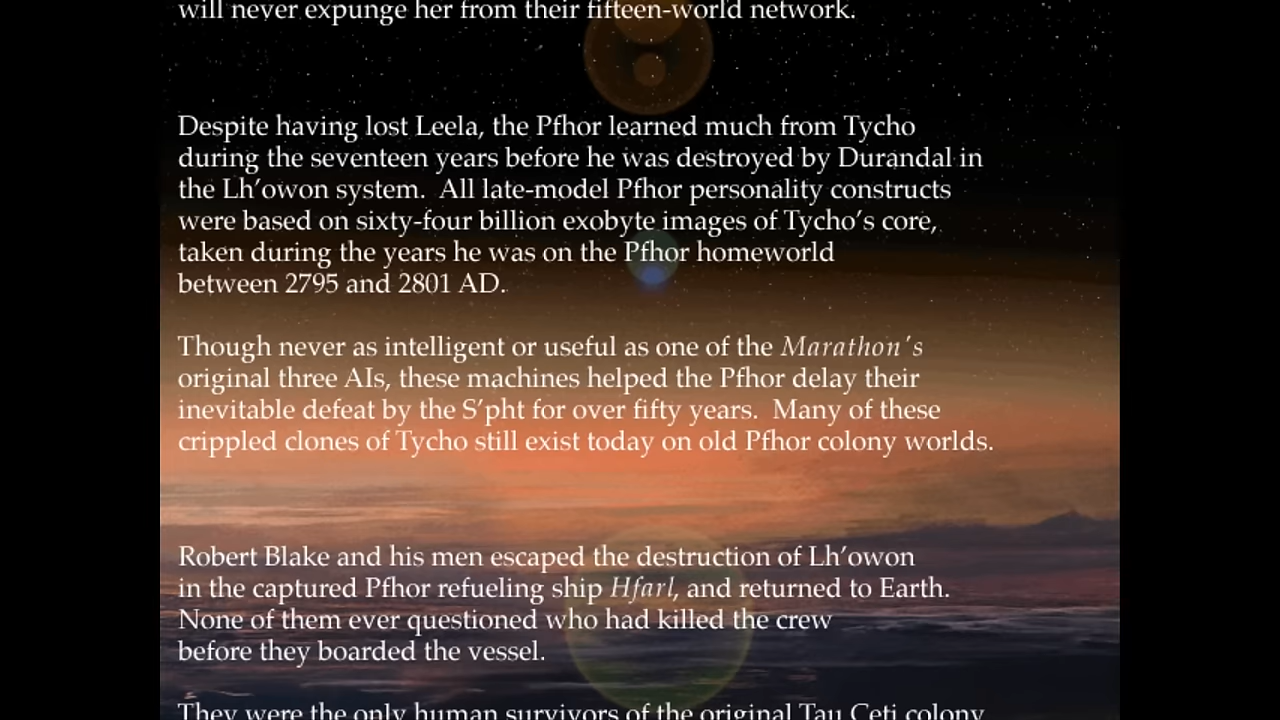 will never expunge her from their fifteen-world network.
Despite having lost Leela, the Pfhor learned much from Tycho
during the seventeen years before he was destroyed by Durandal in
the Lh’owon system.  All late-model Pfhor personality constructs
were based on sixty-four billion exobyte images of Tycho’s core,
taken during the years he was on the Pfhor homeworld
between 2795 and 2801 AD.
Though never as intelligent or useful as one of the Marathon's
original three AIs, these machines helped the Pfhor delay their
inevitable defeat by the S’pht for over fifty years.  Many of these
crippled clones of Tycho still exist today on old Pfhor colony worlds.
Robert Blake and his men escaped the destruction of Lh’owon
in the captured Pfhor refueling ship Hfarl, and returned to Earth.
None of them ever questioned who had killed the crew
before they boarded the vessel.
They were the only human survivors of the original Tau Ceti colony